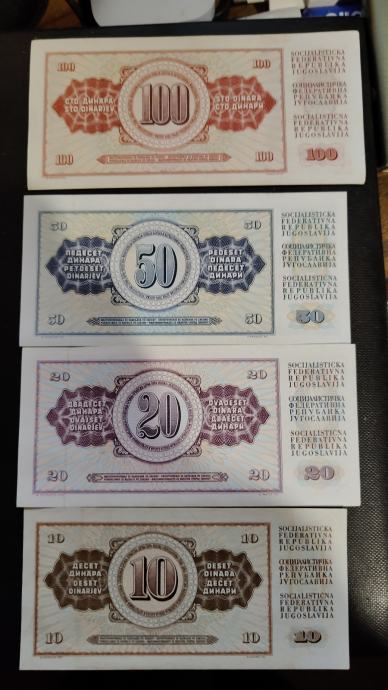 100 100
СТО ДИНАРА
STO DINARJEV
100
STO DINARA
СТО ДИНАРИ
100 100
SOCIALISTIČKA
FEDERATIVNA
REPUBLIKA
JUGOSLAVIJA
СОЦИЈАЛИСТИЧКА
ФЕДЕРАТИВНА
РЕПУБЛИКА
ЈУГОСЛАВИЈА
SOCIALISTIČNA
FEDERATIVNA
REPUBLIKA
JUGOSLAVIJA
100
50 50
ПЕДЕСЕТ
ДИНАРА
PETDESET
DINARJEV
50
PEDESET
DINARA
ПЕДЕСЕТ
ДИНАРИ
50 50
SOCIJALISTIČKA
FEDERATIVNA
REPUBLIKA
JUGOSLAVIJA
СОЦИЈАЛИСТИЧКА
ФЕДЕРАТИВНА
РЕПУБЛИКА
ЈУГОСЛАВИЈА
SOCIALISTIČNA
FEDERATIVNA
REPUBLIKA
JUGOSLAVIJA
50
20 20
ДВАДЕСЕТ
ДИНАРА
DVAJSET
DINARJEV
20
DVADESET
DINARA
ДВАЕСЕТ
ДИНАРИ
20 20
SOCIJALISTIČKA
FEDERATIVNA
REPUBLIKA
JUGOSLAVIJA
СОЦИЈАЛИСТИЧКА
ФЕДЕРАТИВНА
РЕПУБЛИКА
ЈУГОСЛАВИЈА
SOCIALISTIČNA
FEDERATIVNA
REPUBLIKA
JUGOSLAVIJA
20
10 10
ДЕСЕТ
ДИНАРА
DESET
DINARJEV
10
DESET
DINARA
ДЕСЕТ
ДИНАРИ
10 10
SOCIJALISTIČKA
FEDERATIVNA
REPUBLIKA
JUGOSLAVIJA
СОЦИЈАЛИСТИЧКА
ФЕДЕРАТИВНА
РЕПУБЛИКА
ЈУГОСЛАВИЈА
SOCIALISTIČNA
FEDERATIVNA
REPUBLIKA
JUGOSLAVIJA
10